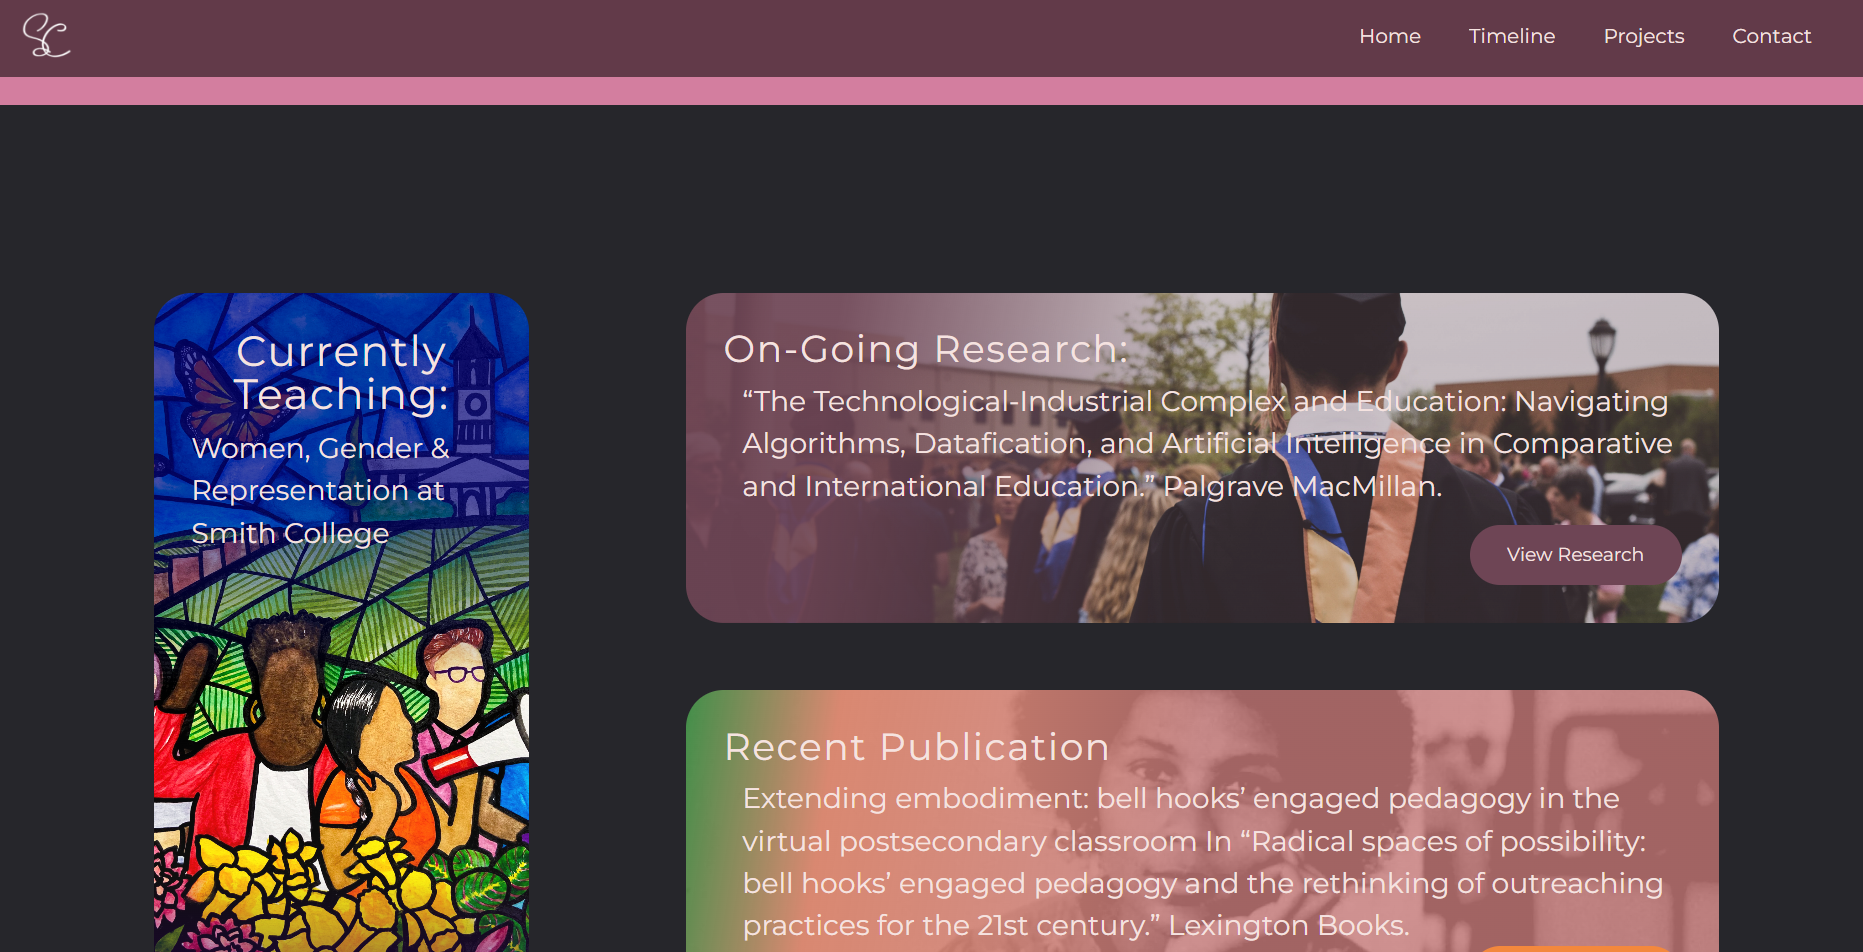 SC
Home Timeline Projects Contact
Currently
Teaching:
Women, Gender &
Representation at
Smith College
On-Going Research:
“The Technological-Industrial Complex and Education: Navigating
Algorithms, Datafication, and Artificial Intelligence in Comparative
and International Education.” Palgrave MacMillan.
View Research
Recent Publication
Extending embodiment: bell hooks’ engaged pedagogy in the
virtual postsecondary classroom In “Radical spaces of possibility:
bell hooks’ engaged pedagogy and the rethinking of outreaching
practices for the 21st century.” Lexington Books.